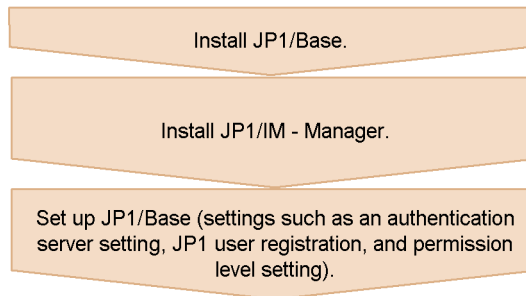 Install JP1/Base.
Install JP1/IM - Manager.
Set up JP1/Base (settings such as an authentication
server setting, JP1 user registration, and permission
level setting).